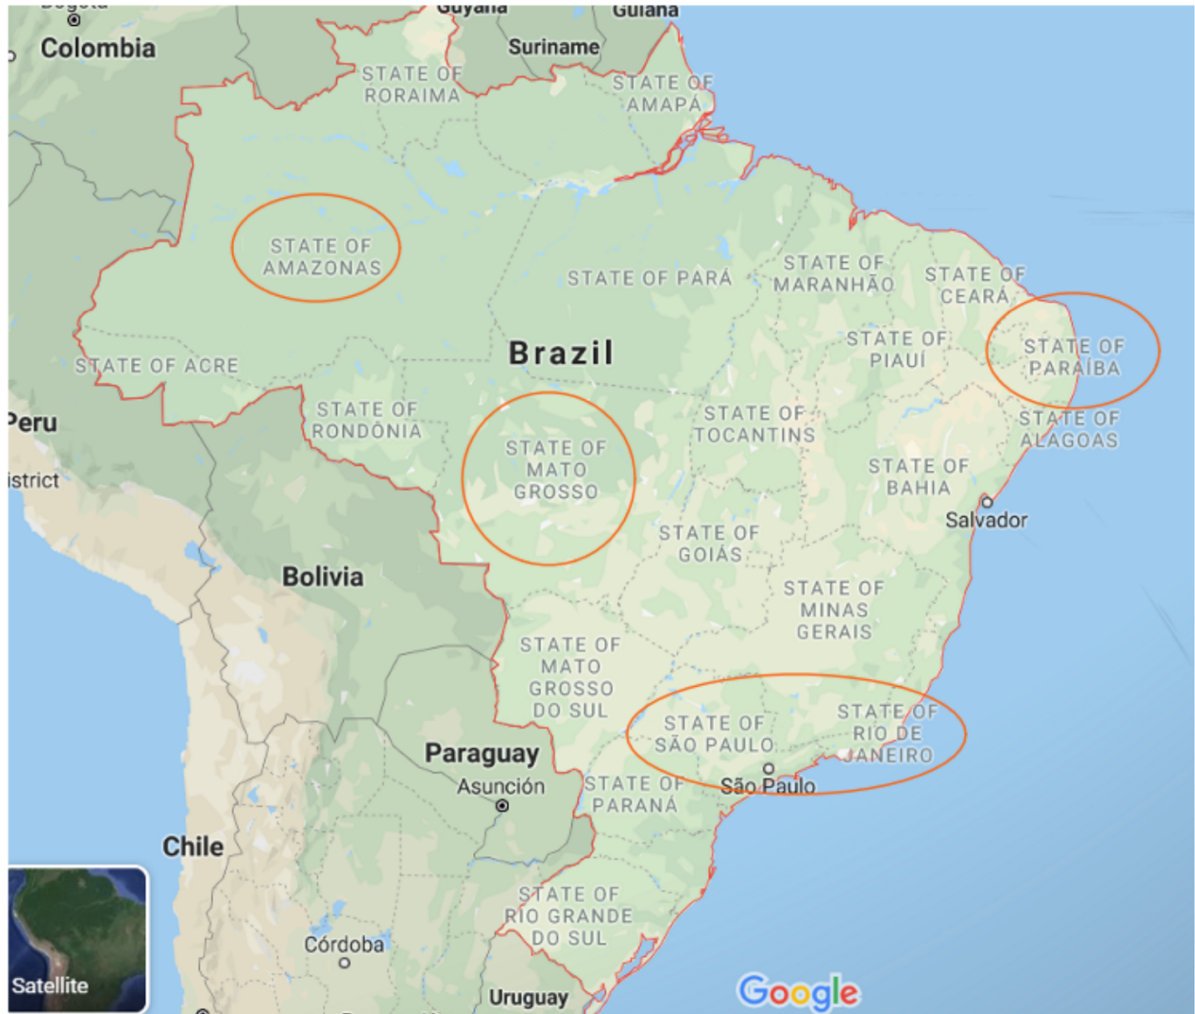 Bogota
Guyana
Guiana
Colombia
Suriname
STATE OF
RORAIMA
STATE OF
AMAPÁ
STATE OF
AMAZONAS
STATE OF PARÁ
STATE OF
MARANHÃO
STATE OF
CEARÁ
Brazil
STATE OF
PIAUÍ
STATE OF
PARAÍBA
STATE OF ACRE
Peru
istrict
STATE OF
RONDÔNIA
STATE OF
MATO
GROSSO
STATE OF
TOCANTINS
STATE OF
ALAGOAS
STATE OF
BAHIA
Salvador
STATE OF
GOIÁS
Bolivia
STATE OF
MINAS
GERAIS
STATE OF
MATO
GROSSO
DO SUL
STATE OF
SÃO PAULO
STATE OF
RIO DE
JANEIRO
São Paulo
Paraguay
Asunción
STATE OF
PARANÁ
Chile
STATE OF
RIO GRANDE
DO SUL
Córdoba
Satellite
Uruguay
Google